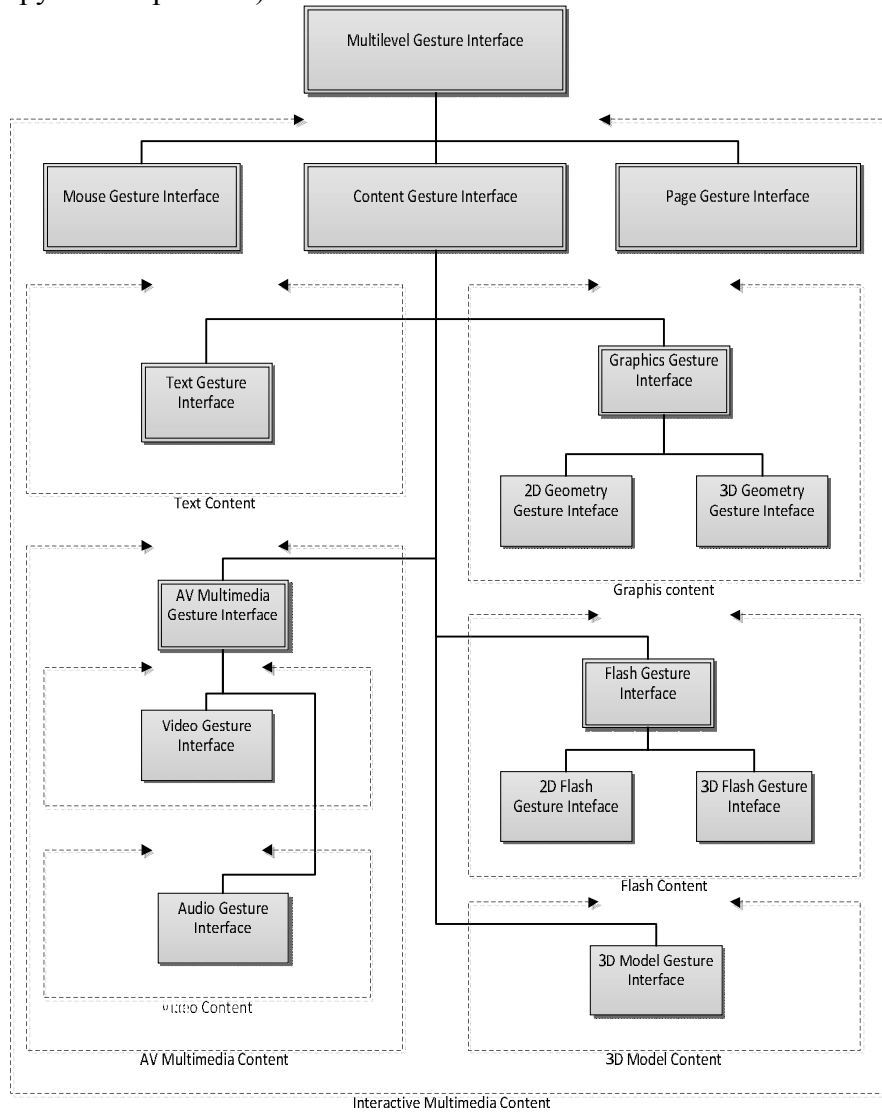 Multilevel Gesture Interface
Mouse Gesture Interface
Content Gesture Interface
Page Gesture Interface
Text Gesture
Interface
Text Content
Graphics Gesture
Interface
2D Geometry
Gesture Inteface
3D Geometry
Gesture Inteface
Graphis content
AV Multimedia
Gesture Interface
Video Gesture
Interface
Audio Gesture
Interface
Content
AV Multimedia Content
Flash Gesture
Interface
2D Flash
Gesture Inteface
3D Flash Gesture
Inteface
Flash Content
3D Model Gesture
Interface
3D Model Content
Interactive Multimedia Content